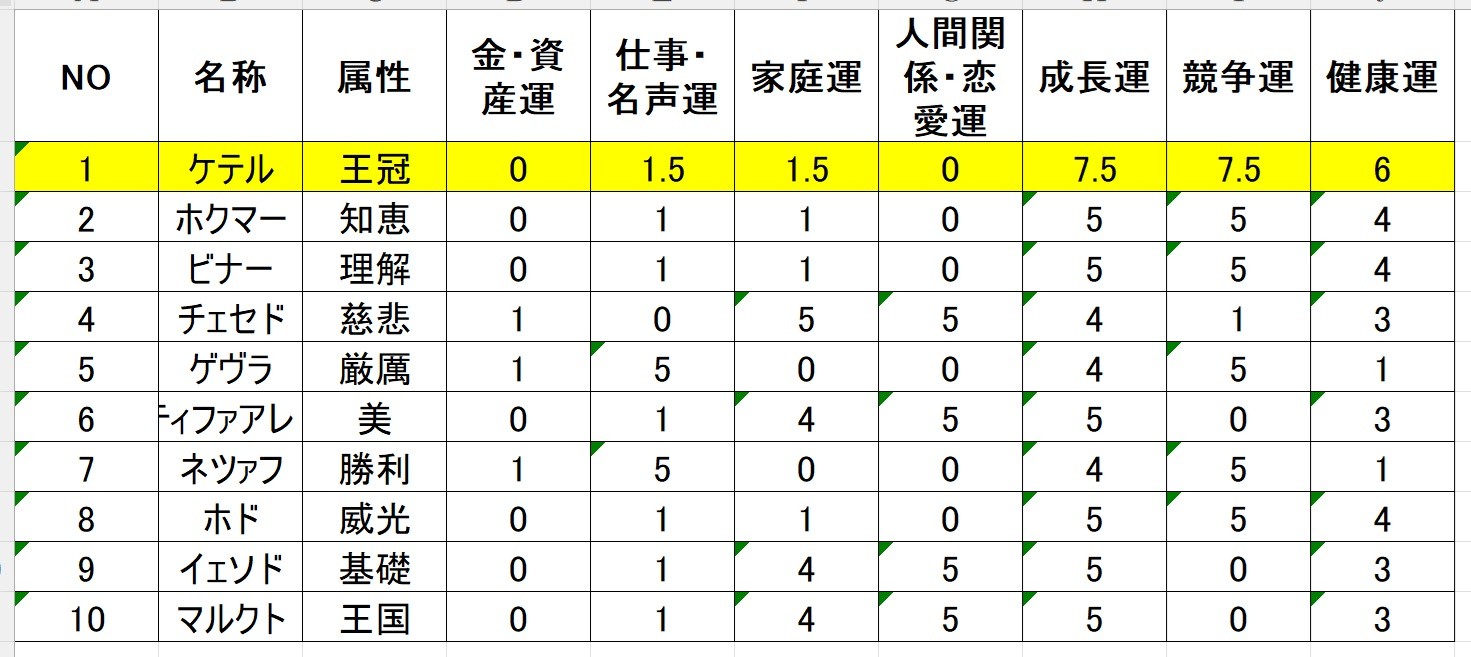 NO 名称 属性 金・資産運 仕事・名声運 家庭運 人間関係・恋愛運 成長運 競争運 健康運
1 ケテル 王冠 0 1.5 1.5 0 7.5 7.5 6
2 ホクマー 知恵 0 1 1 0 5 5 4
3 ビナー 理解 0 1 1 0 5 5 4
4 チェセド 慈悲 1 0 5 5 4 1 3
5 ゲヴラ 厳厲 1 5 0 0 4 5 1
6 ティファアレ 美 0 1 4 5 5 0 3
7 ネツァフ 勝利 1 5 0 0 4 5 1
8 ホド 威光 0 1 1 0 5 5 4
9 イェソド 基礎 0 1 4 5 5 0 3
10 マルクト 王国 0 1 4 5 5 0 3